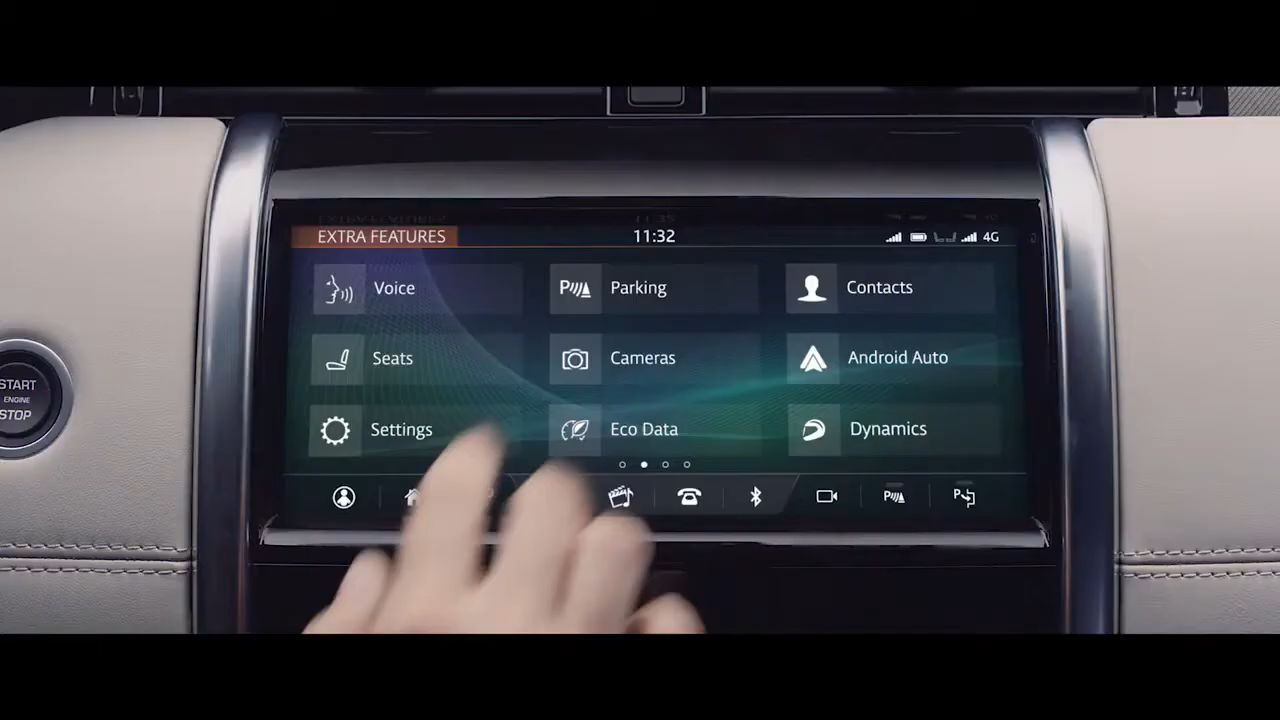 EXTRA FEATURES
11:32
4G
Voice
Parking
Contacts
Seats
Cameras
Android Auto
Settings
Eco Data
Dynamics
START
ENGINE
STOP